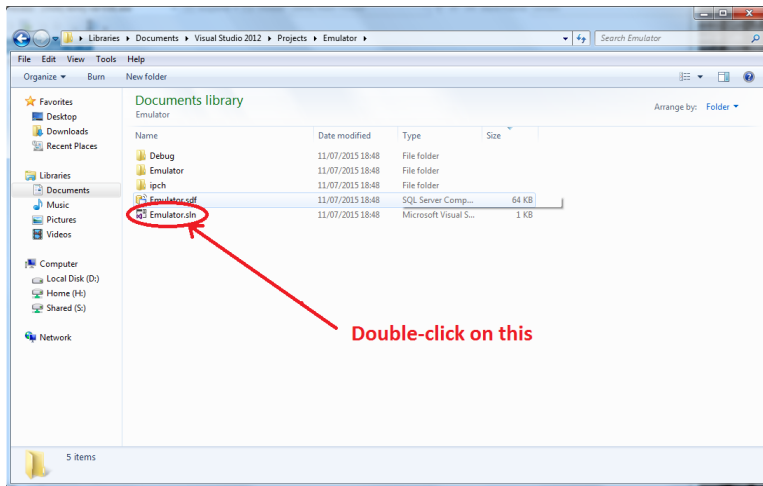 Libraries Documents Visual Studio 2012 Projects Emulator
Search Emulator
File Edit View Tools Help
Organize Burn New folder
Favorites
Desktop
Downloads
Recent Places
Libraries
Documents
Music
Pictures
Videos
Computer
Local Disk (D:)
Home (H:)
Shared (S:)
Network
Documents library
Emulator
Arrange by: Folder
Name Date modified Type Size
Debug 11/07/2015 18:48 File folder
Emulator 11/07/2015 18:48 File folder
ipch 11/07/2015 18:48 File folder
Emulator.sdf 11/07/2015 18:48 SQL Server Comp... 64 KB
Emulator.sln 11/07/2015 18:48 Microsoft Visual S... 1 KB
Double-click on this
5 items